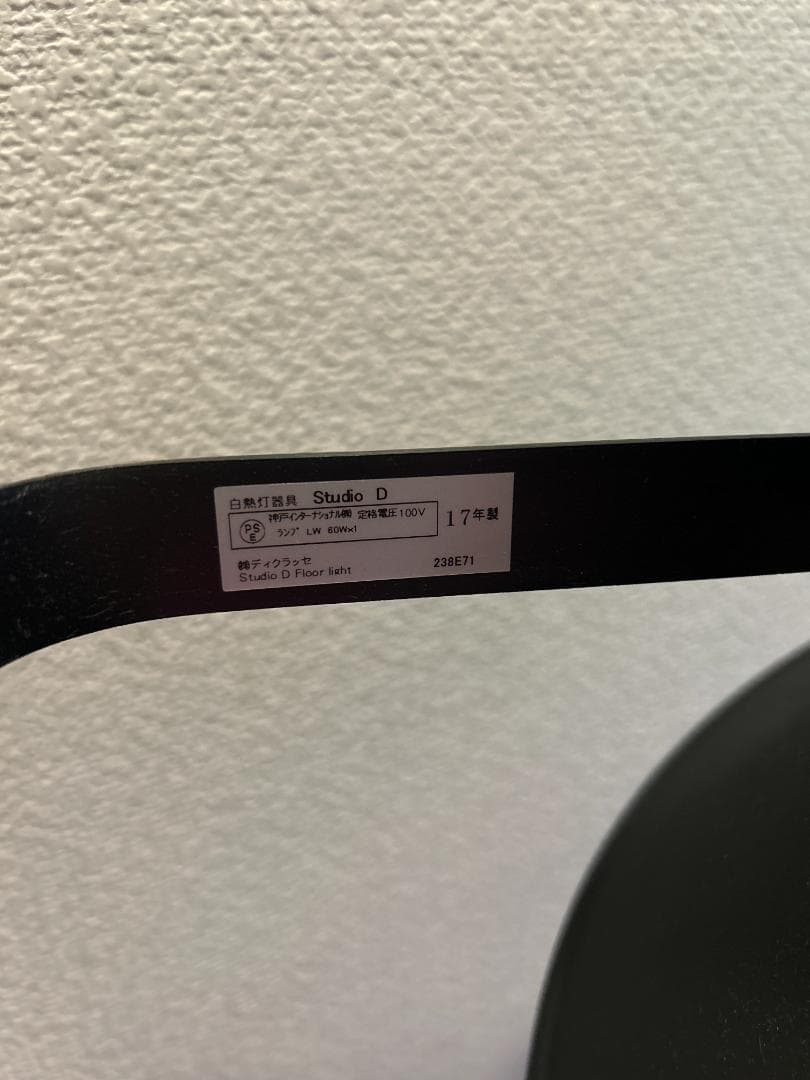 白熱灯器具 Studio D
PS
E
神戸インターナショナル㈱ 定格電圧100V
ランプ LW 60W×1
17年製
㈱ディクラッセ
Studio D Floor light
238E71